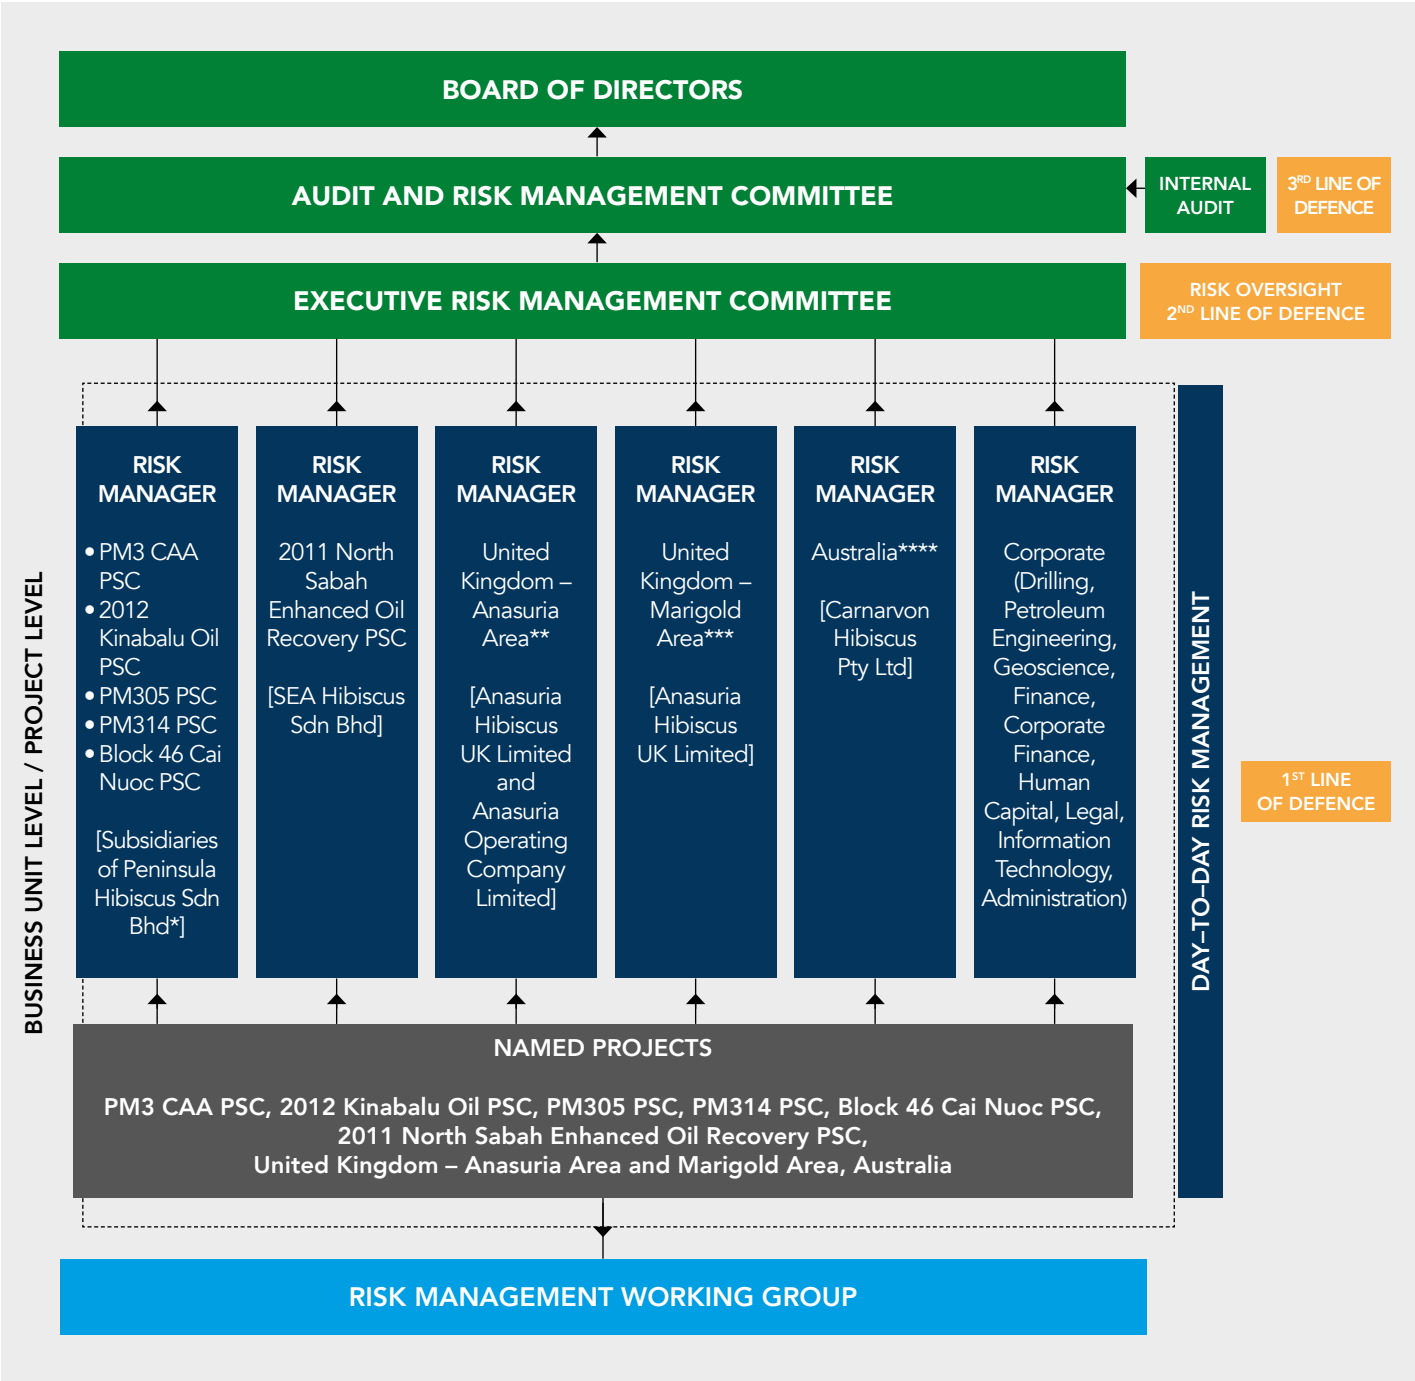 BOARD OF DIRECTORS
AUDIT AND RISK MANAGEMENT COMMITTEE
INTERNAL
AUDIT
3RD LINE OF
DEFENCE
EXECUTIVE RISK MANAGEMENT COMMITTEE
RISK OVERSIGHT
2ND LINE OF DEFENCE
BUSINESS UNIT LEVEL / PROJECT LEVEL
RISK
MANAGER
• PM3 CAA
PSC
• 2012
Kinabalu Oil
PSC
• PM305 PSC
• PM314 PSC
• Block 46 Cai
Nuoc PSC
[Subsidiaries
of Peninsula
Hibiscus Sdn
Bhd*]
RISK
MANAGER
2011 North
Sabah
Enhanced Oil
Recovery PSC
[SEA Hibiscus
Sdn Bhd]
RISK
MANAGER
United
Kingdom –
Anasuria
Area**
[Anasuria
Hibiscus
UK Limited
and
Anasuria
Operating
Company
Limited]
RISK
MANAGER
United
Kingdom –
Marigold
Area***
[Anasuria
Hibiscus
UK Limited]
RISK
MANAGER
Australia****
[Carnarvon
Hibiscus
Pty Ltd]
RISK
MANAGER
Corporate
(Drilling,
Petroleum
Engineering,
Geoscience,
Finance,
Corporate
Finance,
Human
Capital, Legal,
Information
Technology,
Administration)
DAY–TO–DAY RISK MANAGEMENT
1ST LINE
OF DEFENCE
NAMED PROJECTS
PM3 CAA PSC, 2012 Kinabalu Oil PSC, PM305 PSC, PM314 PSC, Block 46 Cai Nuoc PSC,
2011 North Sabah Enhanced Oil Recovery PSC,
United Kingdom – Anasuria Area and Marigold Area, Australia
RISK MANAGEMENT WORKING GROUP